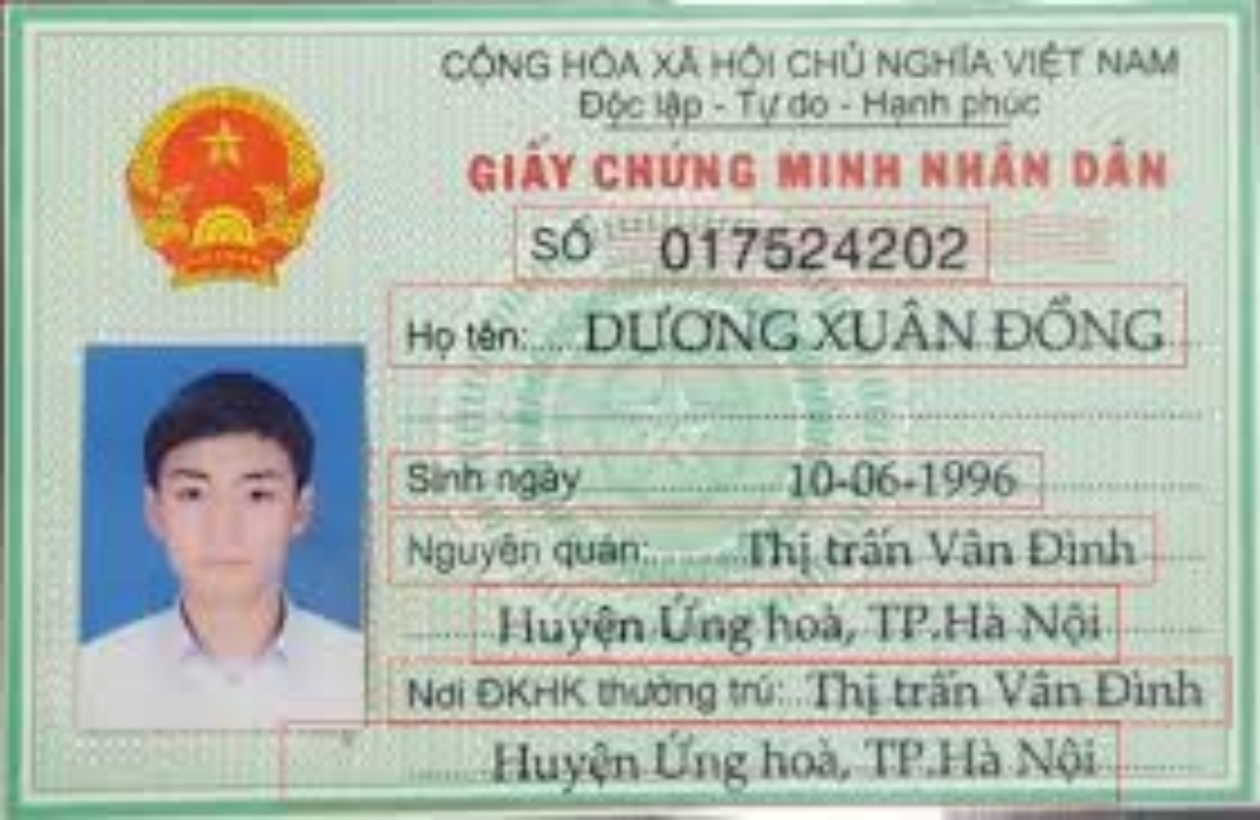 CỘNG HÒA XÃ HỘI CHỦ NGHĨA VIỆT NAM
Độc lập - Tự do - Hạnh phúc
GIẤY CHỨNG MINH NHÂN DÂN
SỐ 017524202
Họ tên: DƯƠNG XUÂN ĐỒNG
Sinh ngày 10-06-1996
Nguyên quán: Thị trấn Vân Đình
Huyện Ứng hoà, TP.Hà Nội
Nơi ĐKHK thường trú: Thị trấn Vân Đình
Huyện Ứng hoà, TP.Hà Nội